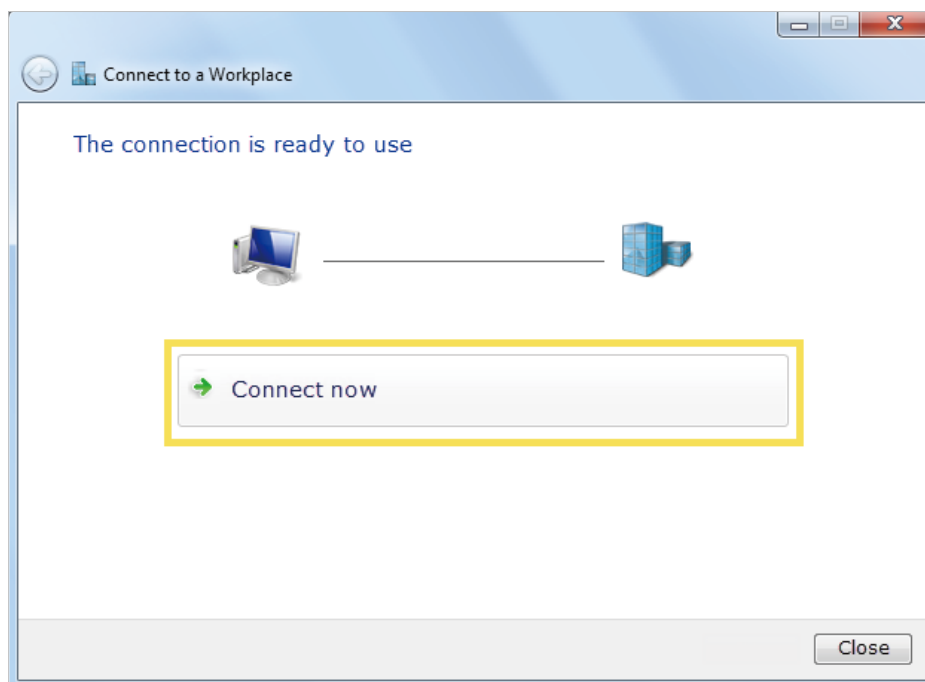 Connect to a Workplace
The connection is ready to use
Connect now
Close